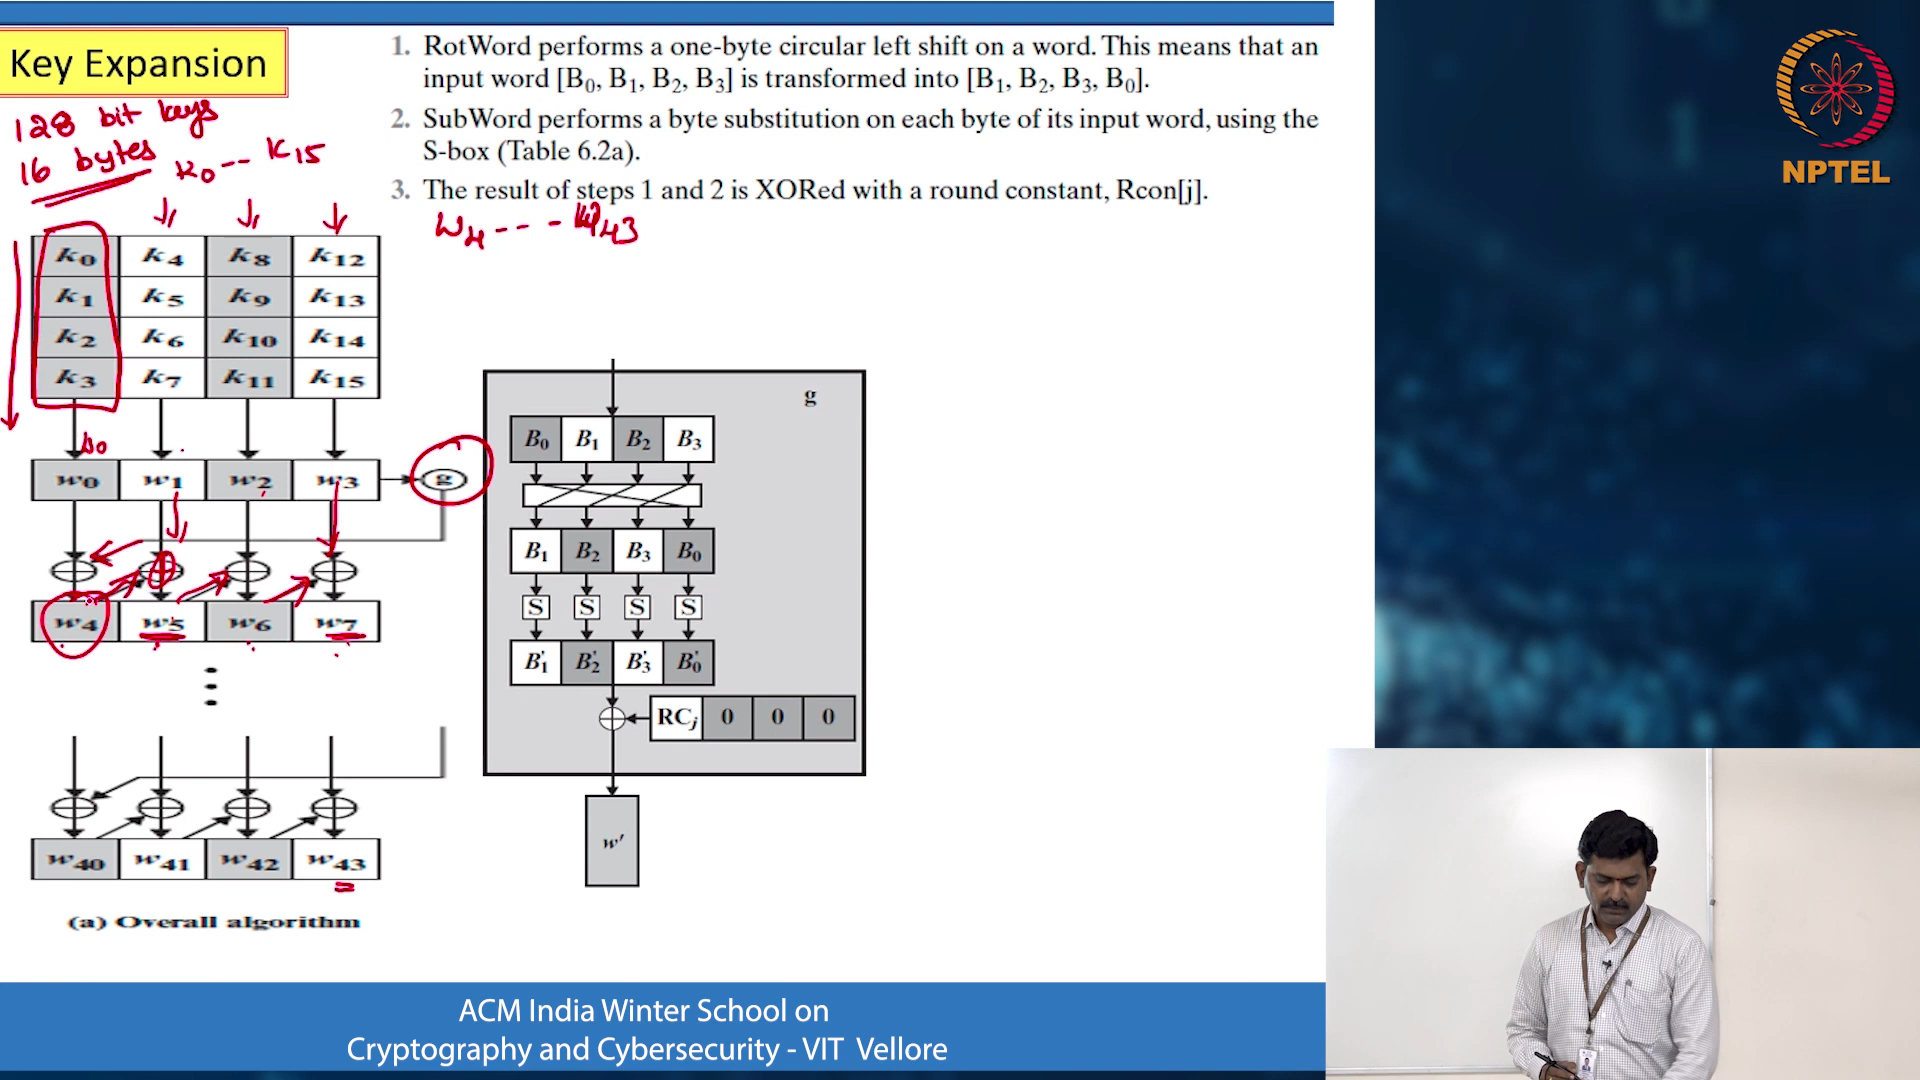 Key Expansion
1. RotWord performs a one-byte circular left shift on a word. This means that an
input word [B0, B1, B2, B3] is transformed into [B1, B2, B3, B0].
2. SubWord performs a byte substitution on each byte of its input word, using the
S-box (Table 6.2a).
3. The result of steps 1 and 2 is XORed with a round constant, Rcon[j].
128 bit keys
16 bytes
K0 -- K15
W4 --- W43
k0 k4 k8 k12
k1 k5 k9 k13
k2 k6 k10 k14
k3 k7 k11 k15
w0 w1 w2 w3 g
w4 w5 w6 w7
w40 w41 w42 w43
(a) Overall algorithm
g
B0 B1 B2 B3
B1 B2 B3 B0
S S S S
B'1 B'2 B'3 B'0
RCj 0 0 0
w'
NPTEL
ACM India Winter School on
Cryptography and Cybersecurity - VIT Vellore